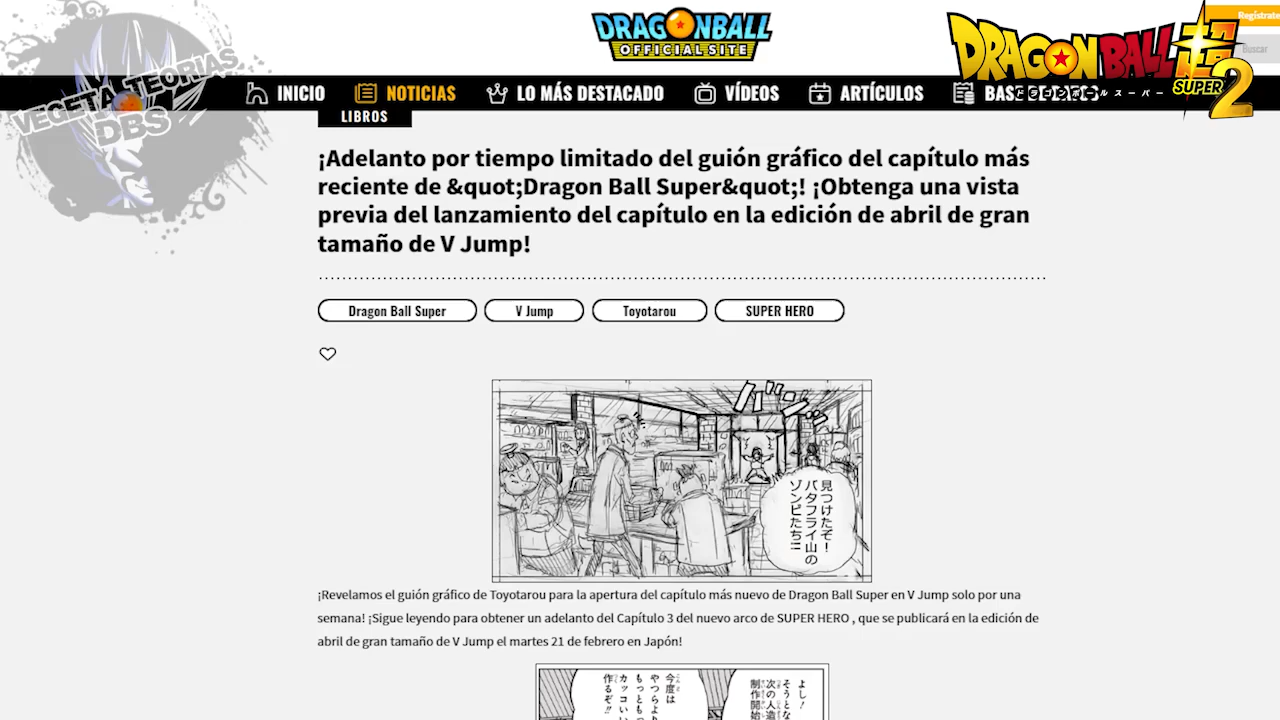 DRAGONBALL
OFFICIAL SITE
DRAGON BALL 超
SUPER 2
Regístrate
Buscar
VEGETA TEORIAS
DBS
INICIO
NOTICIAS
LO MÁS DESTACADO
VÍDEOS
ARTÍCULOS
LIBROS
¡Adelanto por tiempo limitado del guión gráfico del capítulo más
reciente de &quot;Dragon Ball Super&quot;! ¡Obtenga una vista
previa del lanzamiento del capítulo en la edición de abril de gran
tamaño de V Jump!
Dragon Ball Super
V Jump
Toyotarou
SUPER HERO
見つけたぞ!
バタフライ山の
ゾンビたち!!
¡Revelamos el guión gráfico de Toyotarou para la apertura del capítulo más nuevo de Dragon Ball Super en V Jump solo por una
semana! ¡Sigue leyendo para obtener un adelanto del Capítulo 3 del nuevo arco de SUPER HERO , que se publicará en la edición de
abril de gran tamaño de V Jump el martes 21 de febrero en Japón!
よし!
そうとな
次の人造
制作開始
今度は
やつらより
もっともっ
カッコいい
作るぞ!!